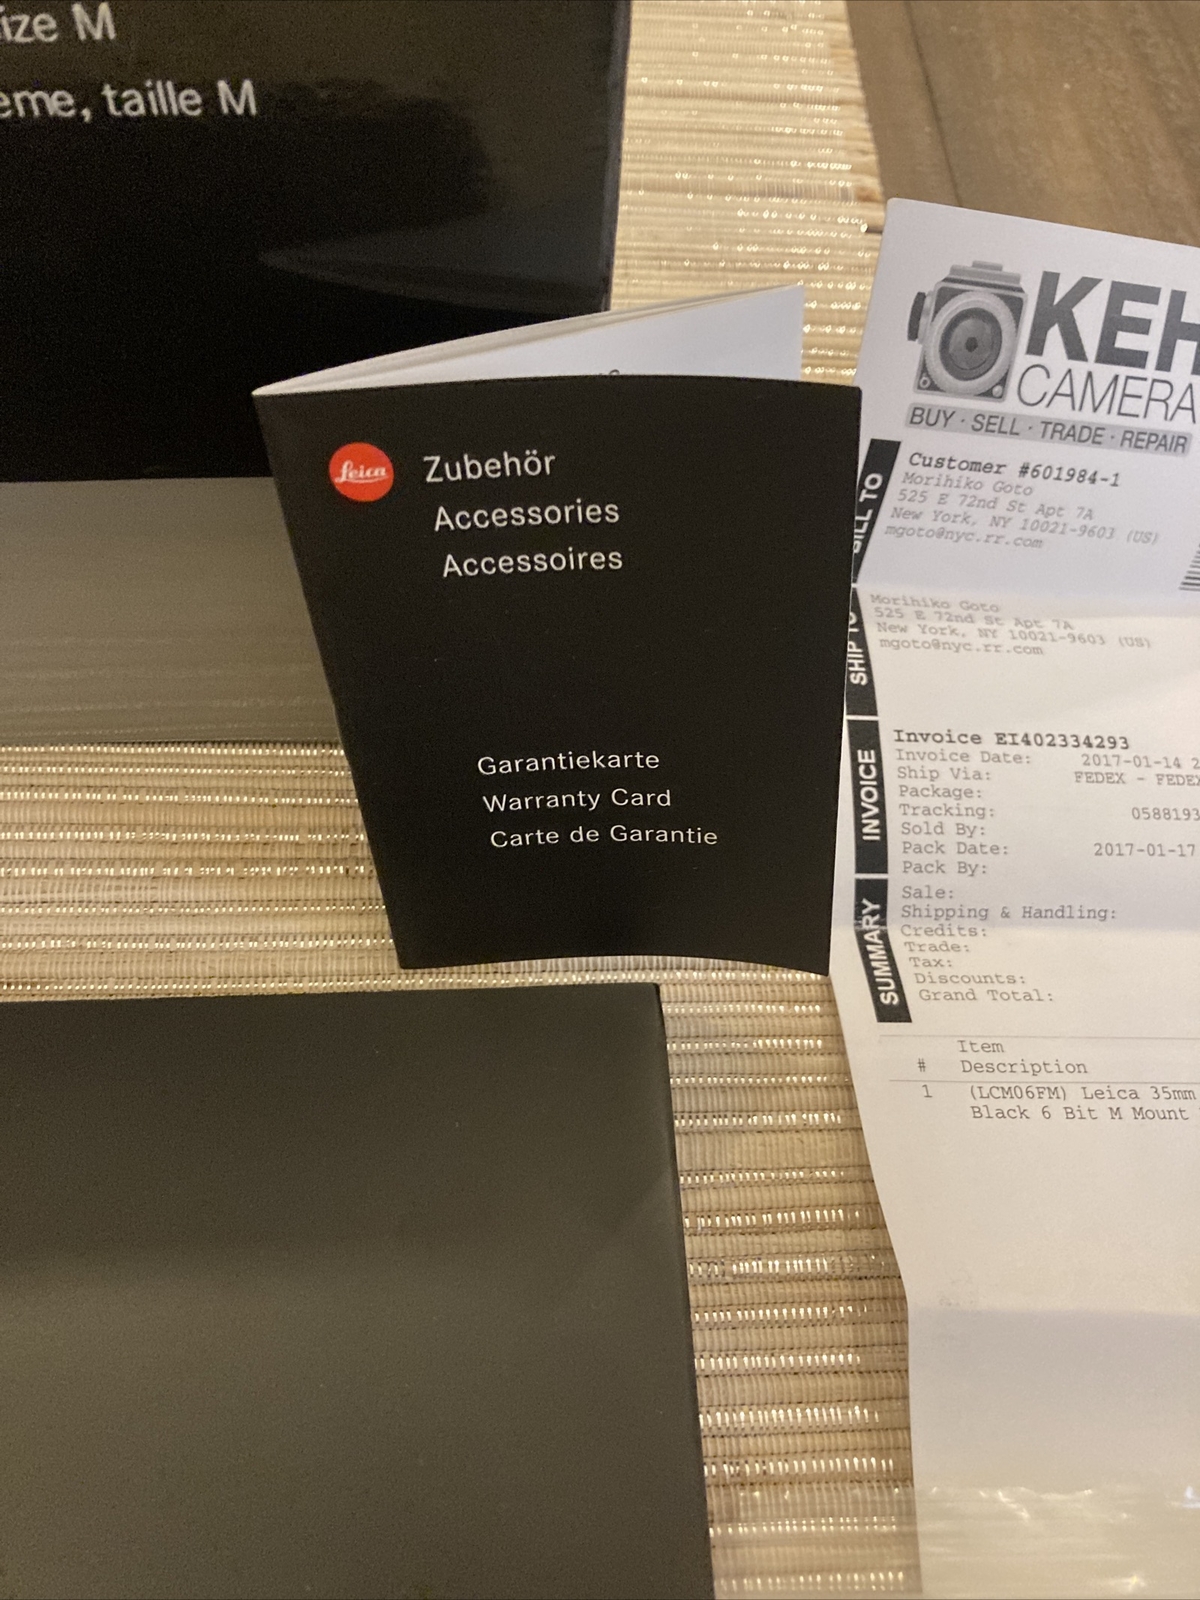 ize M
eme, taille M
Leica
Zubehör
Accessories
Accessoires
Garantiekarte
Warranty Card
Carte de Garantie
KEH
CAMERA
BUY · SELL · TRADE · REPAIR
BILL TO
Customer #601984-1
Morihiko Goto
525 E 72nd St Apt 7A
New York, NY 10021-9603 (US)
mgoto@nyc.rr.com
SHIP TO
Morihiko Goto
525 E 72nd St Apt 7A
New York, NY 10021-9603 (US)
mgoto@nyc.rr.com
INVOICE
Invoice EI402334293
Invoice Date: 2017-01-14 2
Ship Via: FEDEX - FEDEX
Package:
Tracking: 0588193
Sold By:
Pack Date: 2017-01-17
Pack By:
SUMMARY
Sale:
Shipping & Handling:
Credits:
Trade:
Tax:
Discounts:
Grand Total:
Item
# Description
1 (LCM06FM) Leica 35mm
Black 6 Bit M Mount